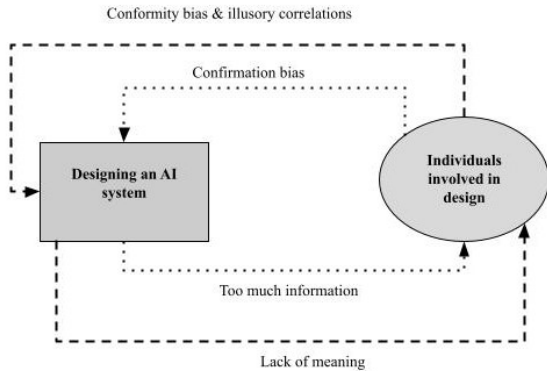 Conformity bias & illusory correlations
Confirmation bias
Designing an AI
system
Individuals
involved in
design
Too much information
Lack of meaning